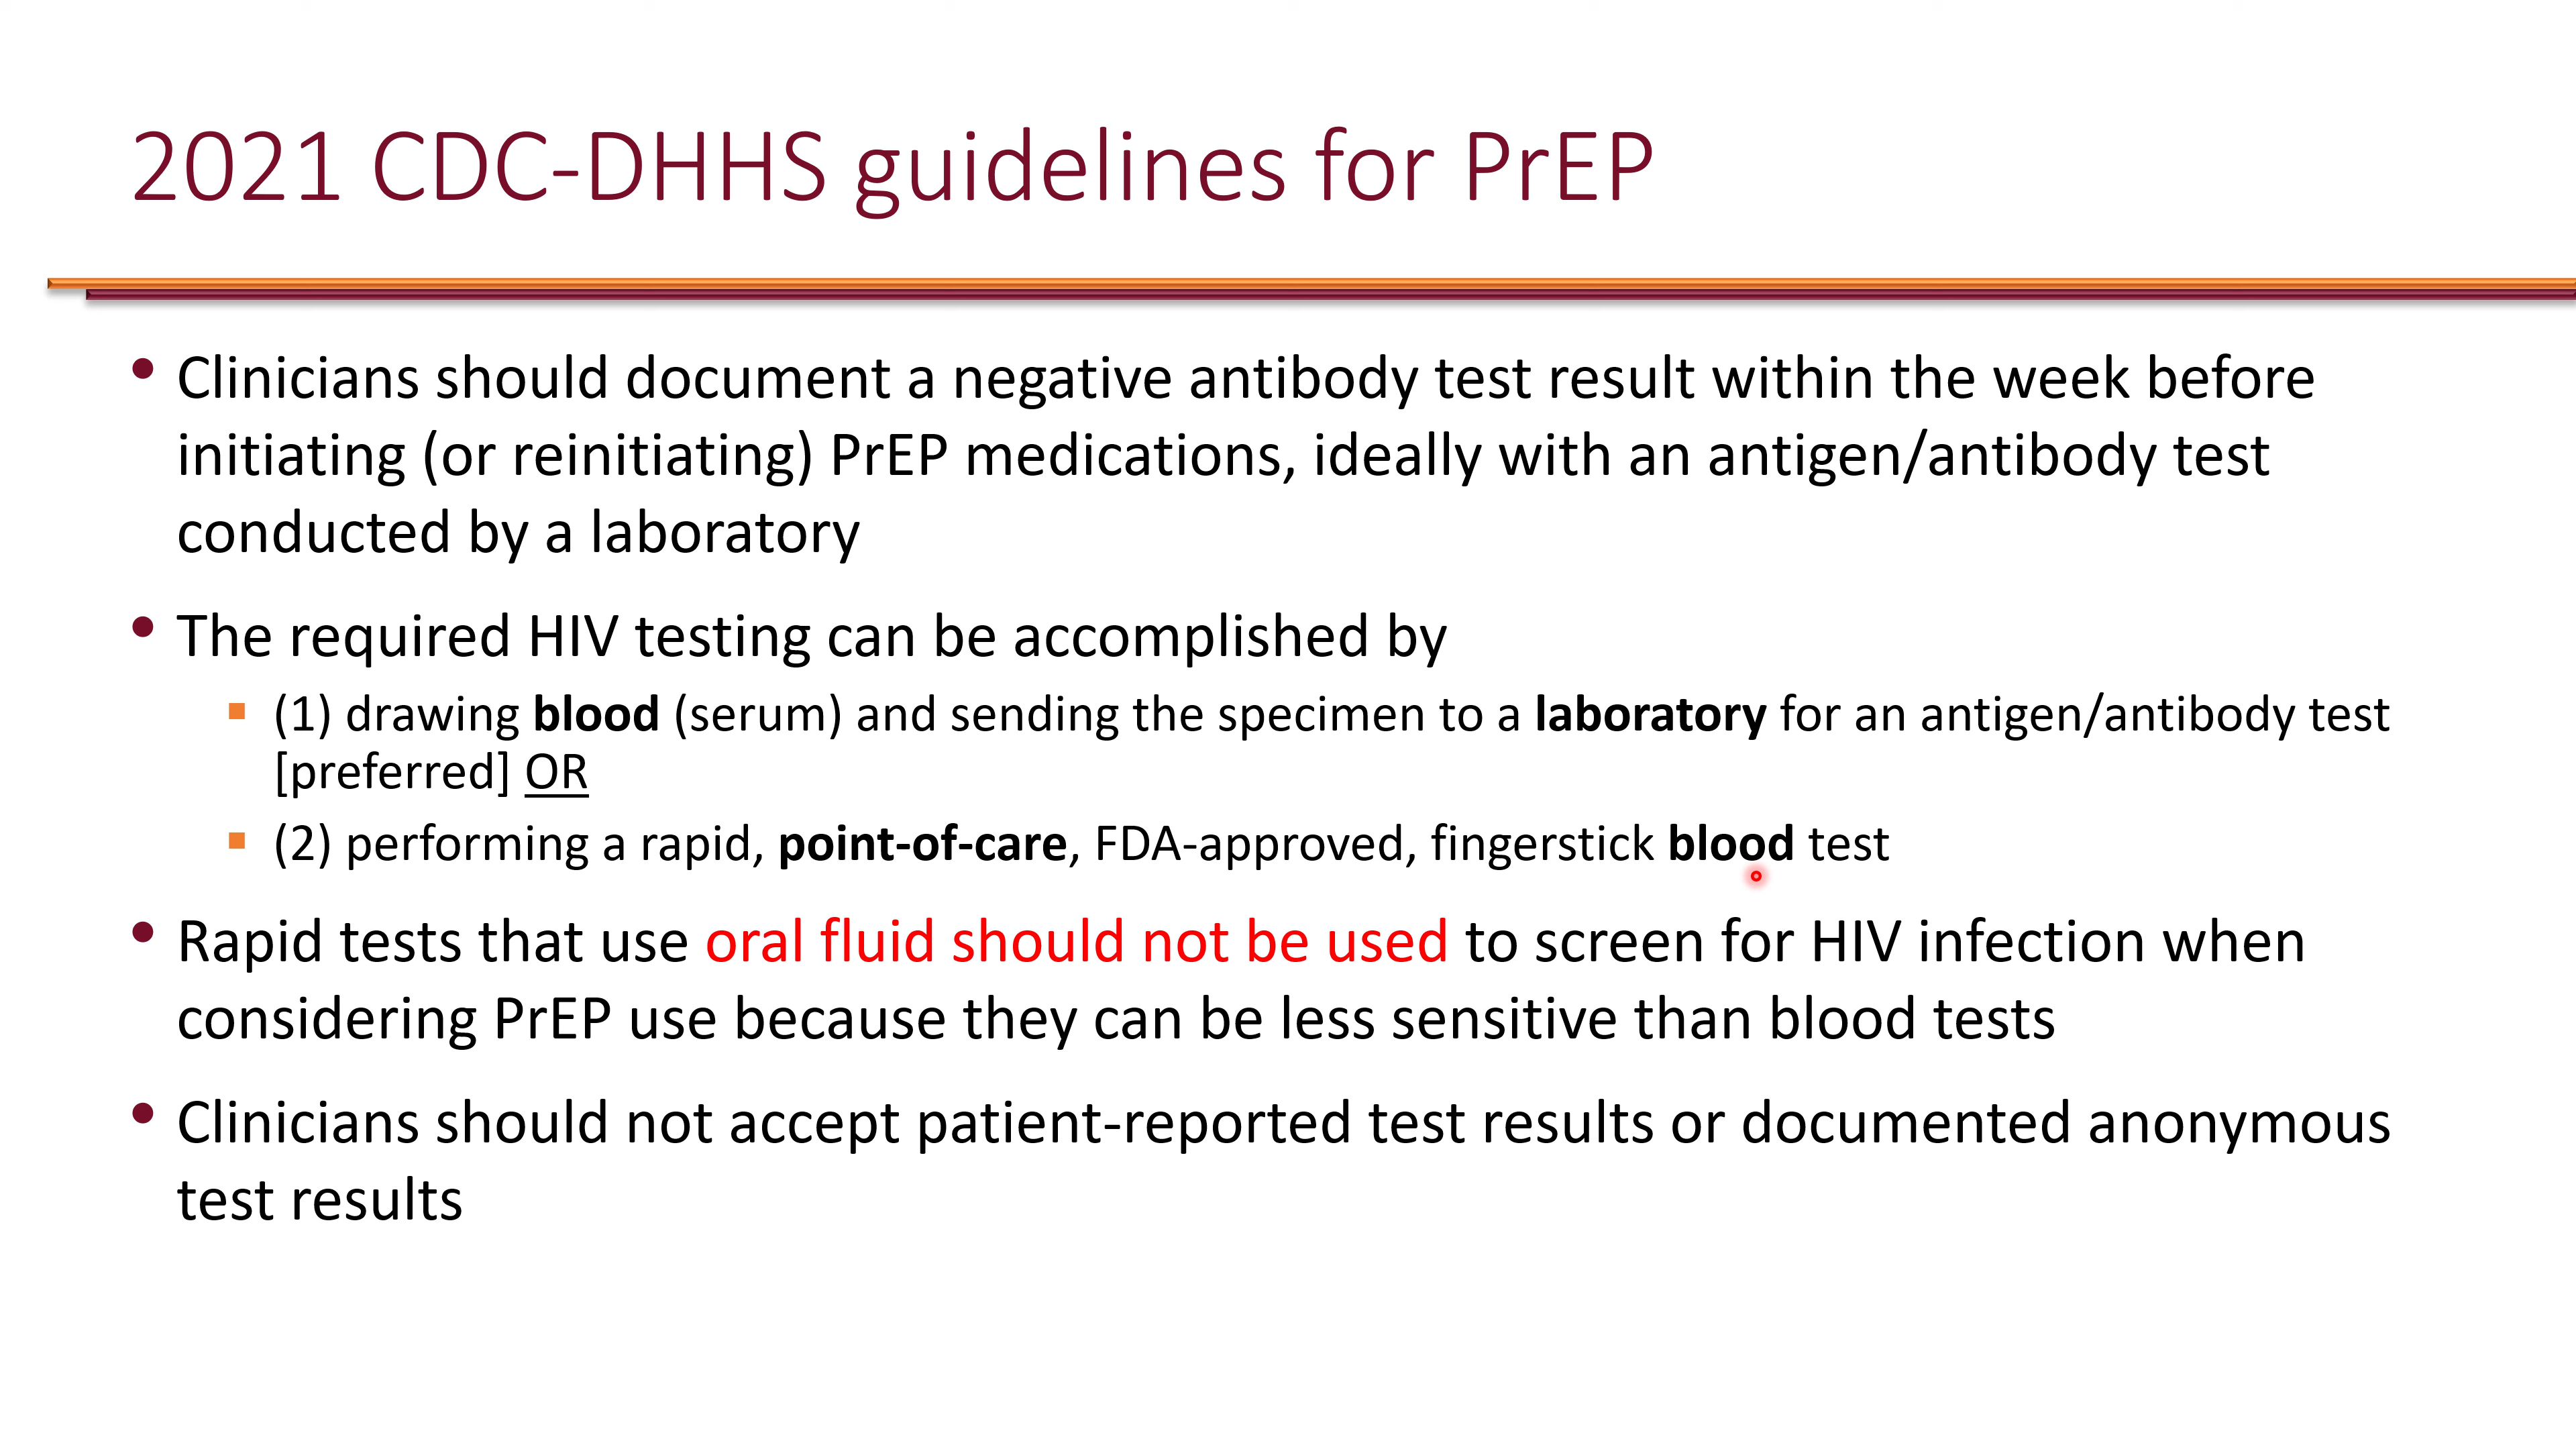 2021 CDC-DHHS guidelines for PrEP
• Clinicians should document a negative antibody test result within the week before
initiating (or reinitiating) PrEP medications, ideally with an antigen/antibody test
conducted by a laboratory
• The required HIV testing can be accomplished by
▪ (1) drawing blood (serum) and sending the specimen to a laboratory for an antigen/antibody test
[preferred] OR
▪ (2) performing a rapid, point-of-care, FDA-approved, fingerstick blood test
• Rapid tests that use oral fluid should not be used to screen for HIV infection when
considering PrEP use because they can be less sensitive than blood tests
• Clinicians should not accept patient-reported test results or documented anonymous
test results